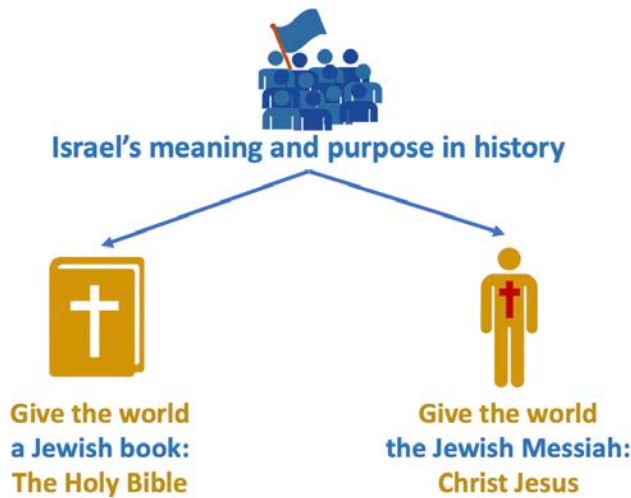 Israel's meaning and purpose in history
Give the world
a Jewish book:
The Holy Bible
Give the world
the Jewish Messiah:
Christ Jesus